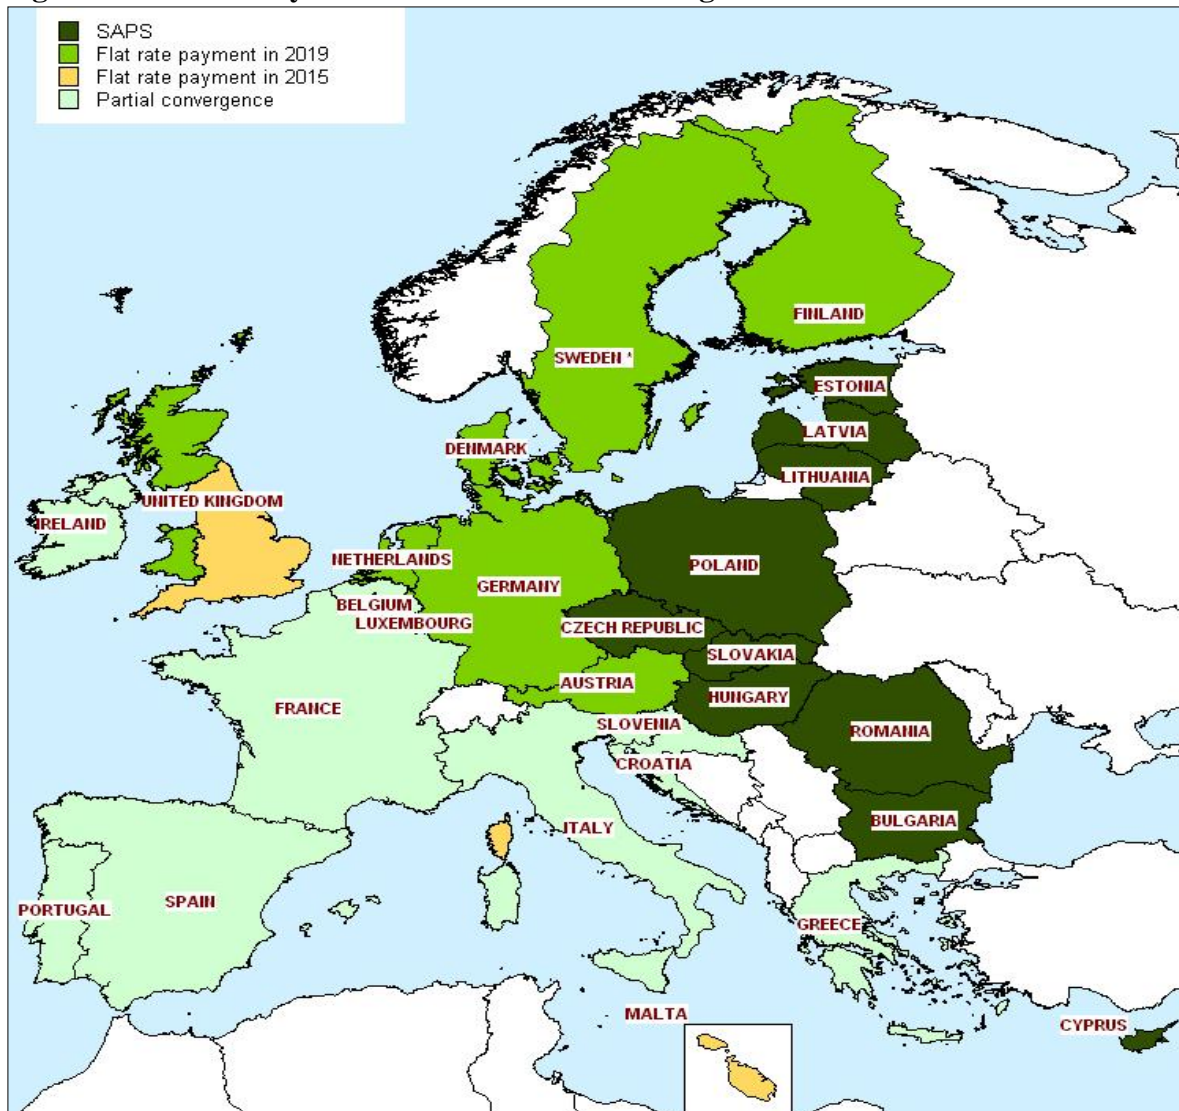 SAPS
Flat rate payment in 2019
Flat rate payment in 2015
Partial convergence
FINLAND
SWEDEN *
ESTONIA
LATVIA
DENMARK
LITHUANIA
UNITED KINGDOM
IRELAND
NETHERLANDS
POLAND
GERMANY
BELGIUM
LUXEMBOURG
CZECH REPUBLIC
SLOVAKIA
AUSTRIA
HUNGARY
FRANCE
SLOVENIA
ROMANIA
CROATIA
BULGARIA
ITALY
SPAIN
PORTUGAL
GREECE
MALTA
CYPRUS